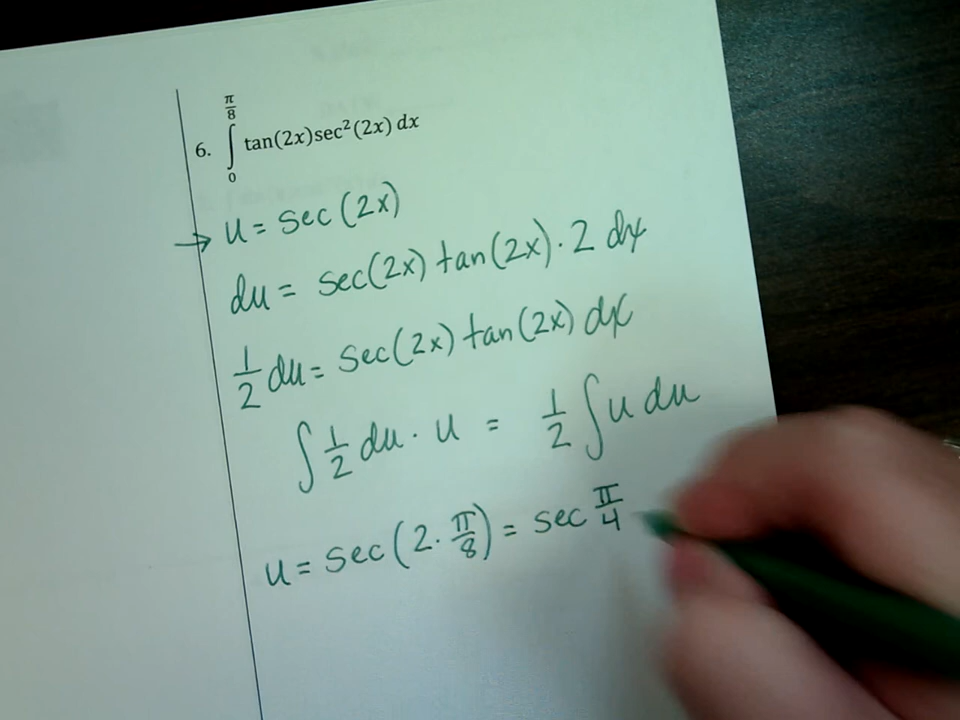 π/8
6. ∫ tan(2x)sec²(2x) dx
0
→ u = sec(2x)
du = sec(2x) tan(2x) · 2 dx
1/2 du = sec(2x) tan(2x) dx
∫ 1/2 du · u = 1/2 ∫ u du
u = sec(2 · π/8) = sec π/4